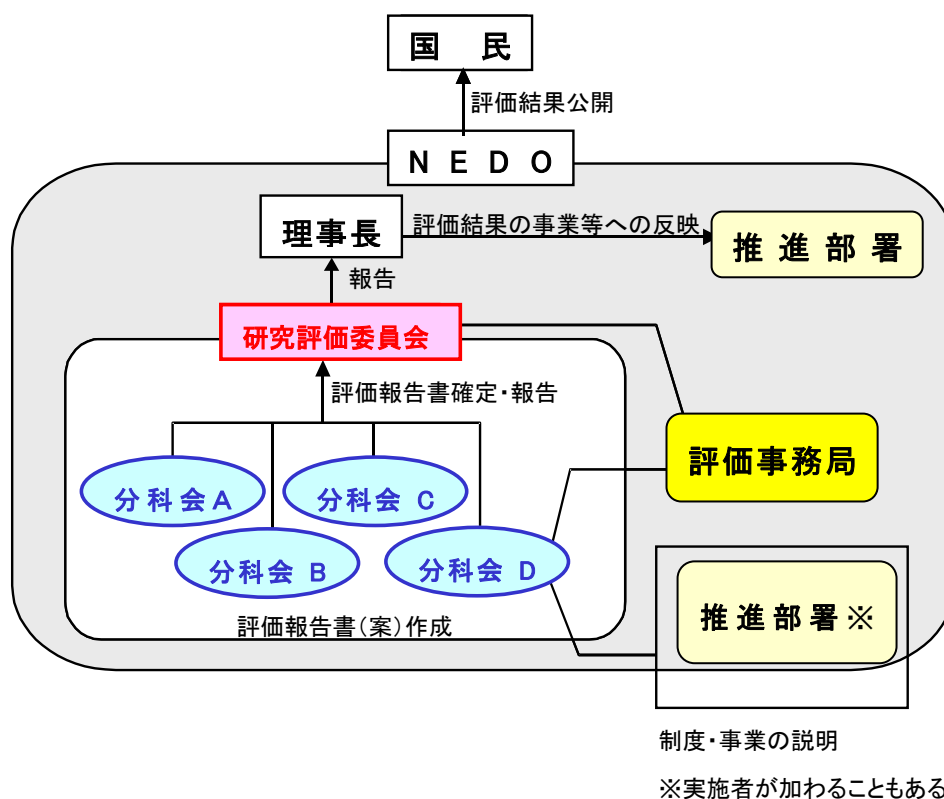 国　民
評価結果公開
ＮＥＤＯ
理事長
評価結果の事業等への反映
推進部署
報告
研究評価委員会
評価報告書確定・報告
評価事務局
分科会A
分科会 C
分科会 B
分科会 D
推進部署※
評価報告書(案)作成
制度・事業の説明
※実施者が加わることもある